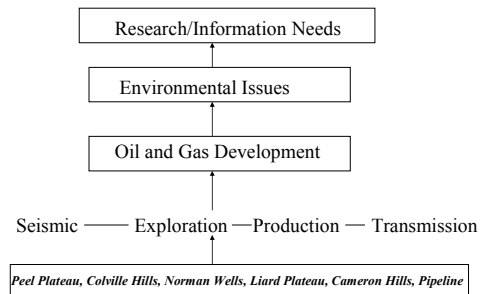 Research/Information Needs
Environmental Issues
Oil and Gas Development
Seismic Exploration Production Transmission
Peel Plateau, Colville Hills, Norman Wells, Liard Plateau, Cameron Hills, Pipeline